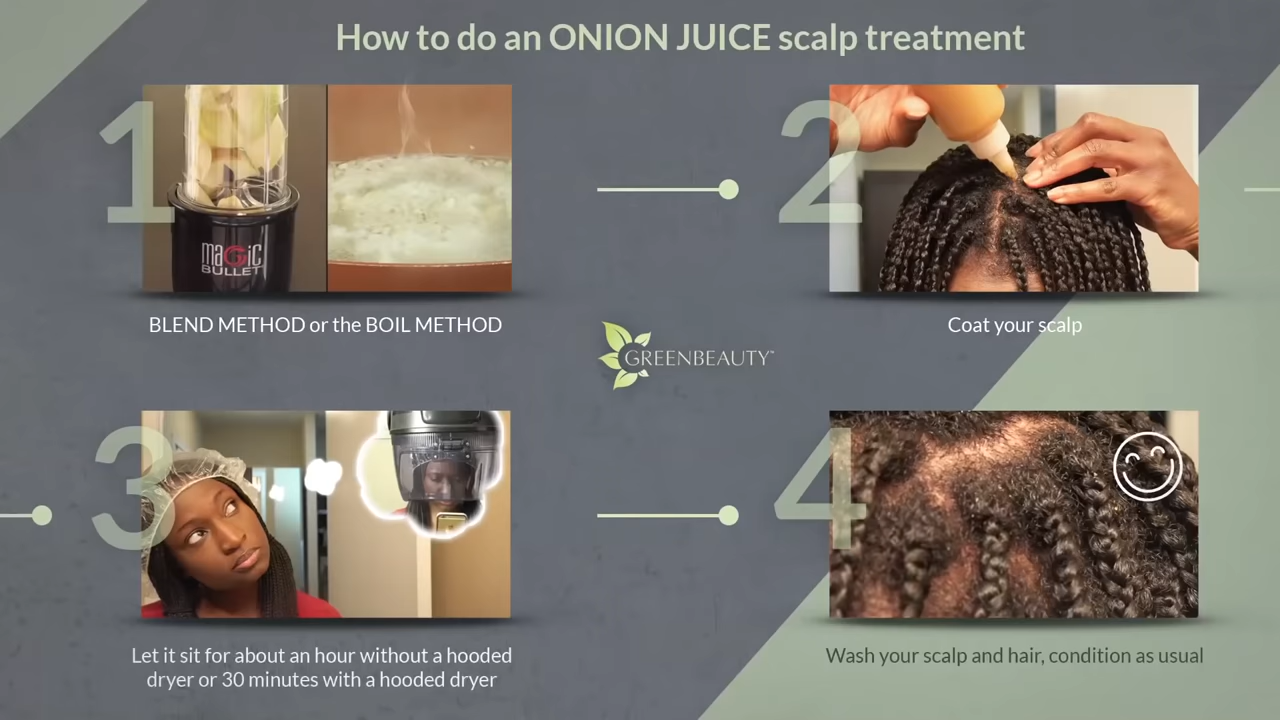 How to do an ONION JUICE scalp treatment
1
maGic
BULLET
BLEND METHOD or the BOIL METHOD
2
Coat your scalp
GREENBEAUTY™
3
Let it sit for about an hour without a hooded
dryer or 30 minutes with a hooded dryer
4
Wash your scalp and hair, condition as usual